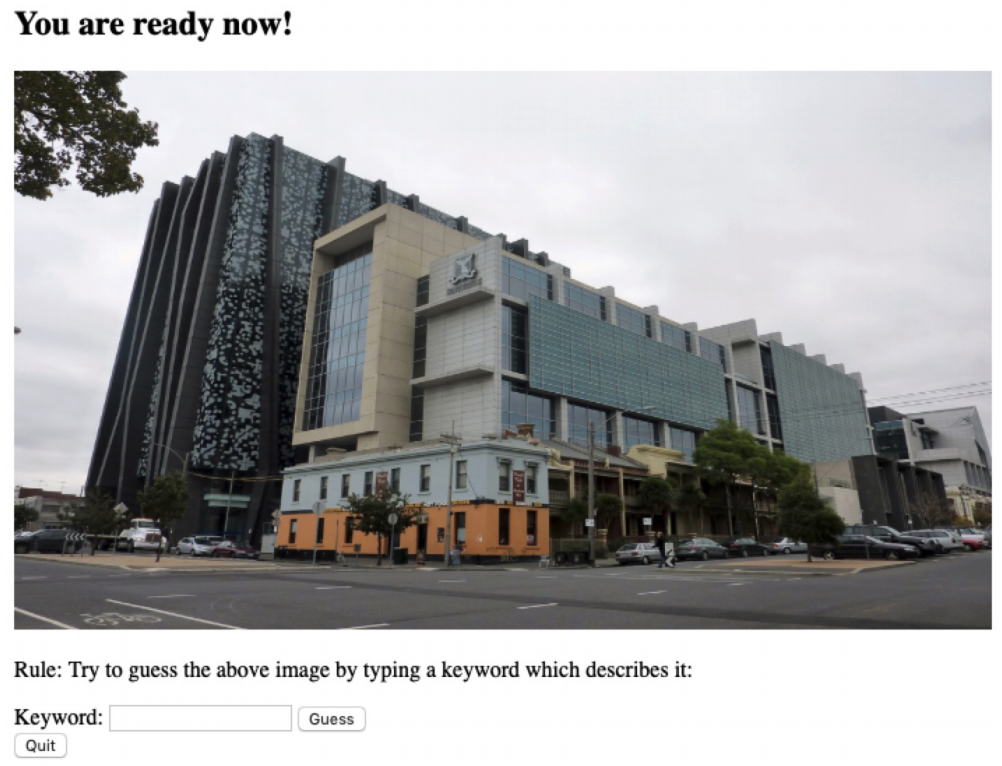 You are ready now!
Rule: Try to guess the above image by typing a keyword which describes it:
Keyword:
Guess
Quit